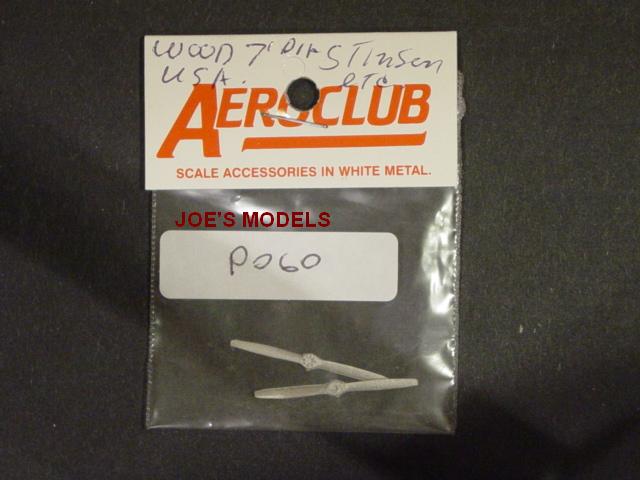 WOOD 7' DIA STINSON
USA. ETC
AEROCLUB
SCALE ACCESSORIES IN WHITE METAL.
JOE'S MODELS
P060